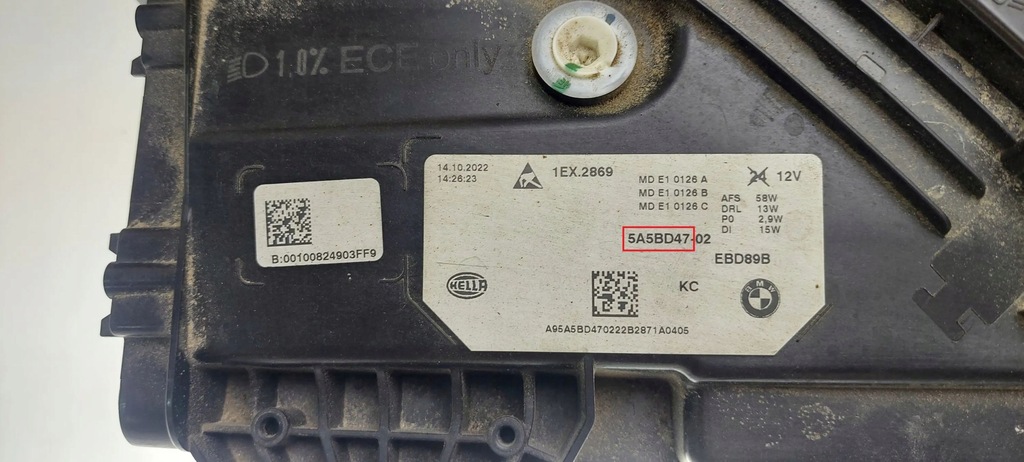 1,0% ECE only
14.10.2022
14:26:23
1EX.2869
MD E1 0126 A
MD E1 0126 B
MD E1 0126 C
24 12V
AFS 58W
DRL 13W
PO 2,9W
DI 15W
5A5BD47-02
EBD89B
B:00100824903FF9
HELLA
KC
BMW
A95A5BD470222B2871A0405